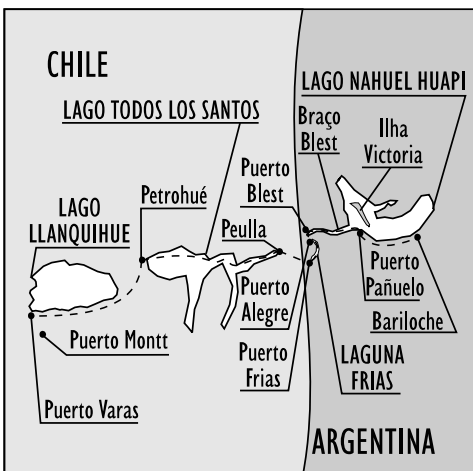 CHILE
LAGO NAHUEL HUAPI
LAGO TODOS LOS SANTOS
Braço
Blest
Ilha
Victoria
Puerto
Blest
Petrohué
LAGO
LLANQUIHUE
Peulla
Puerto
Alegre
Puerto
Pañuelo
Bariloche
Puerto Montt
Puerto
Frias
LAGUNA
FRIAS
Puerto Varas
ARGENTINA